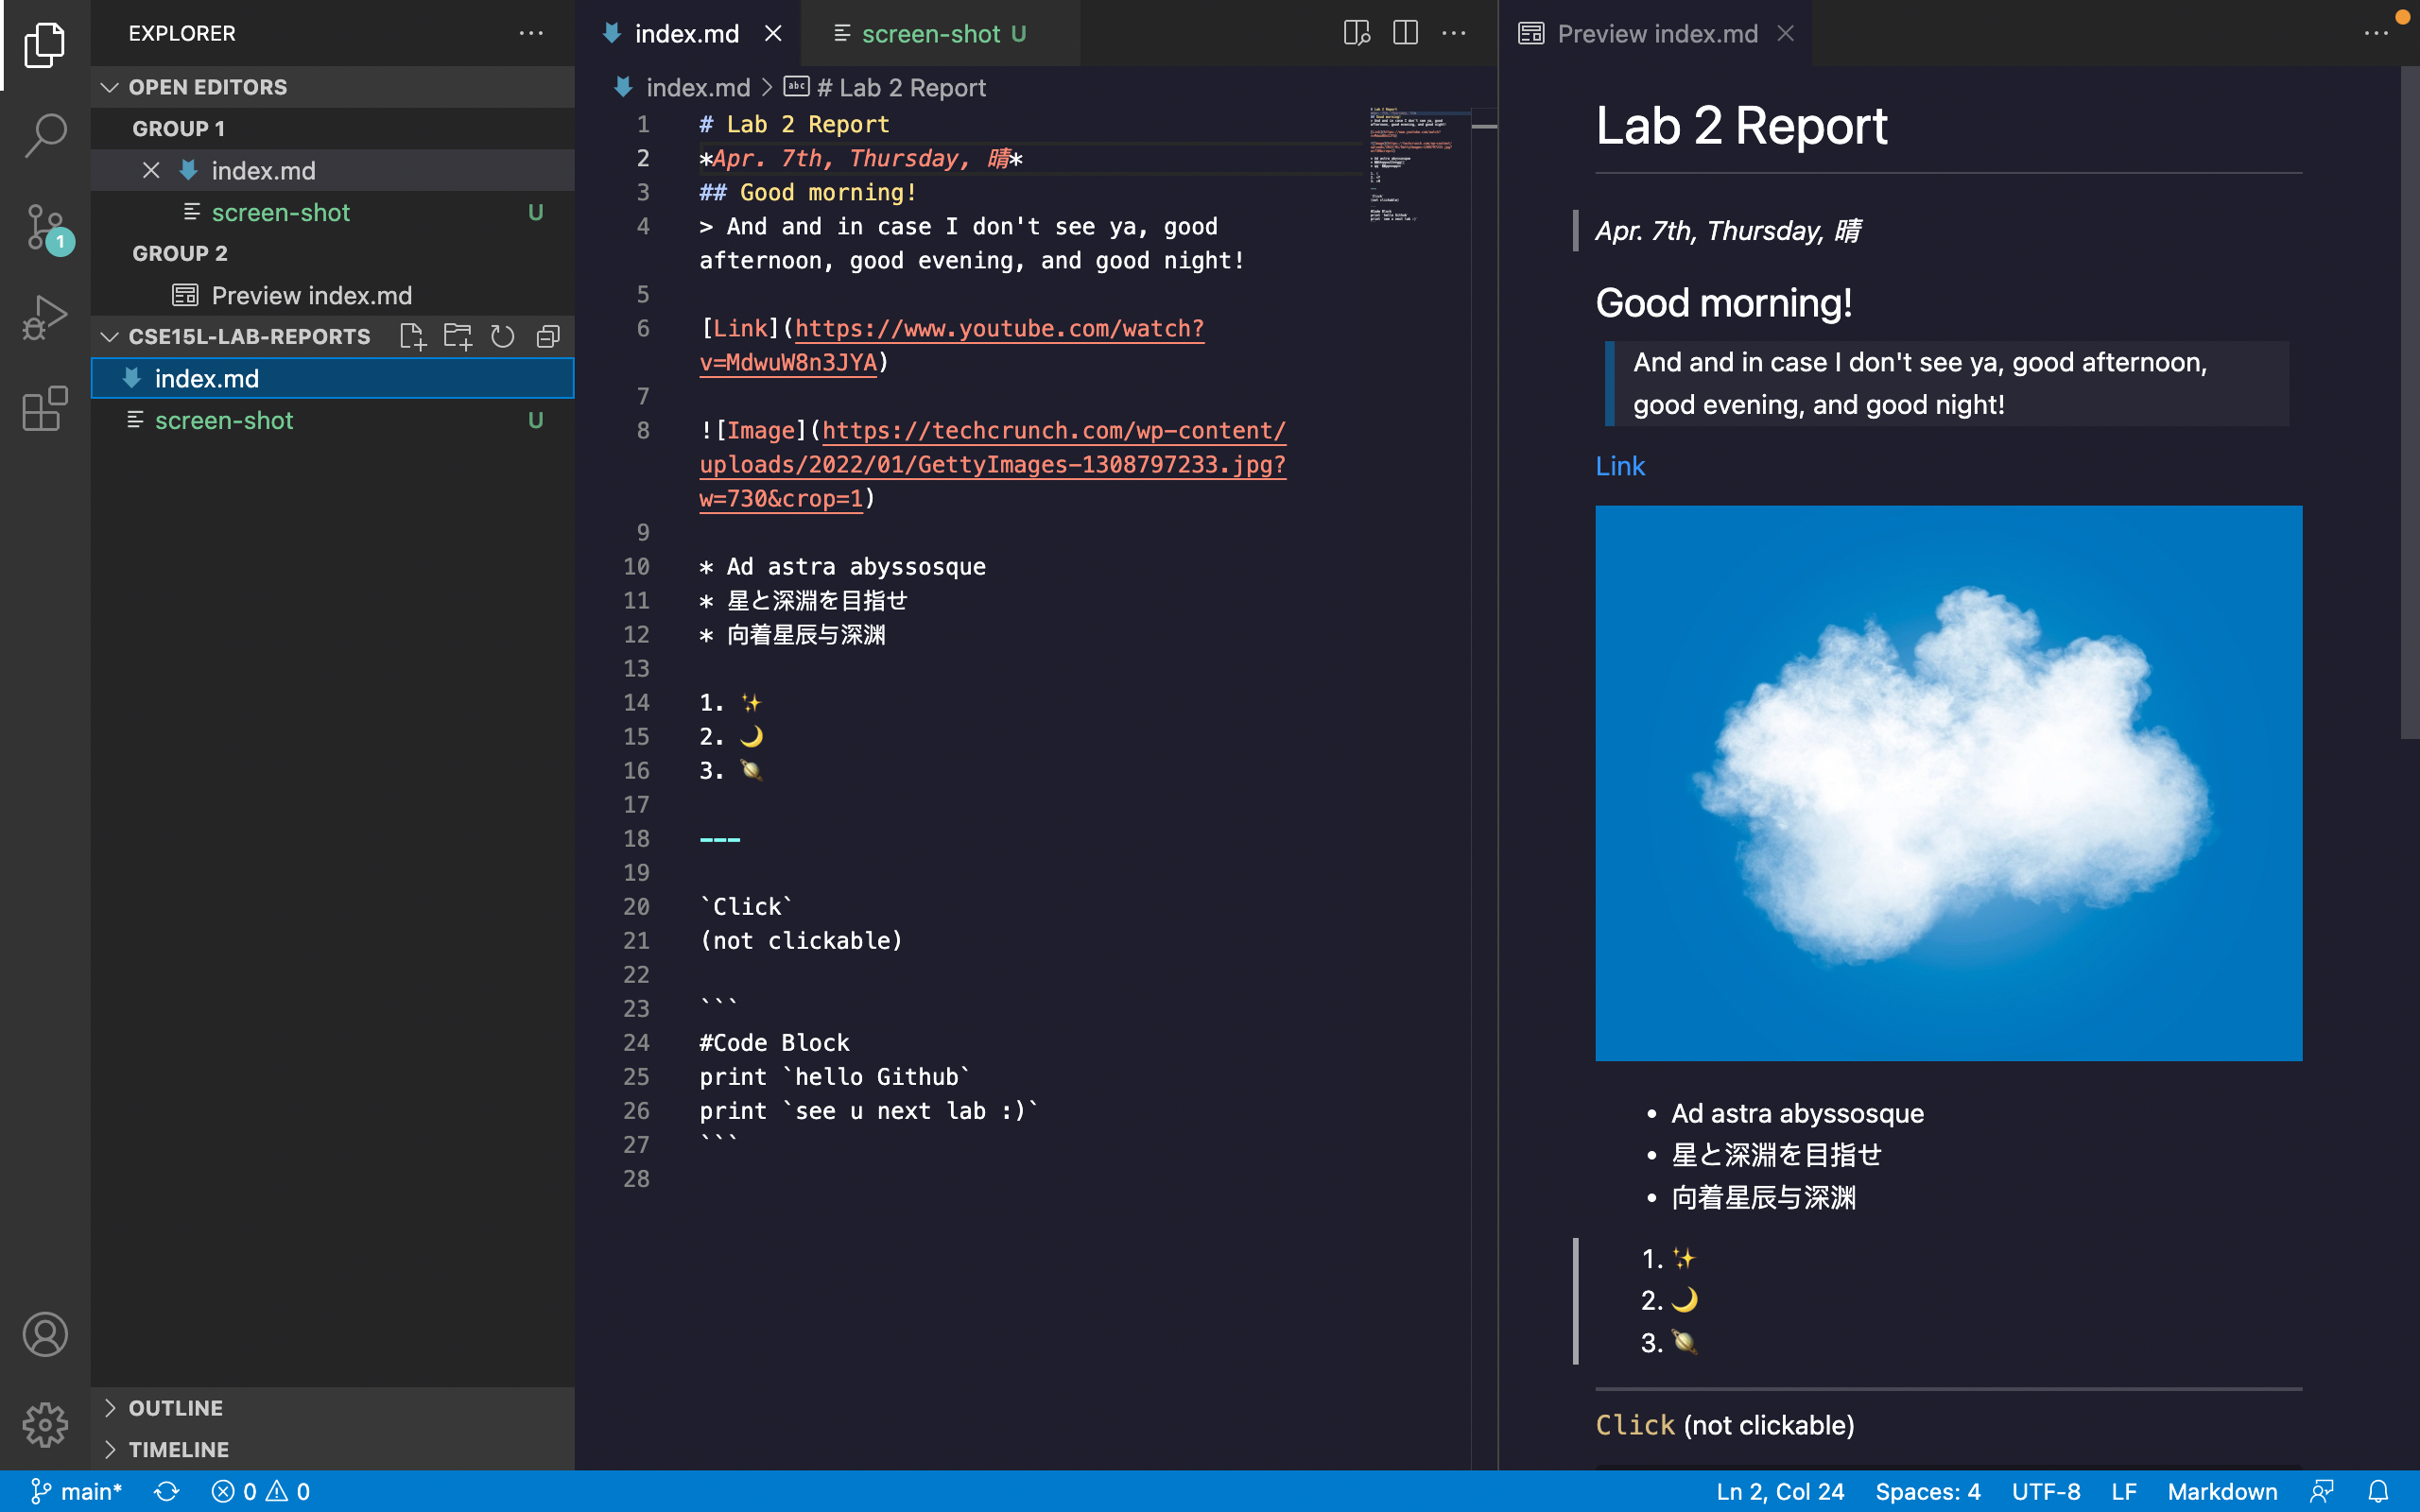 EXPLORER
OPEN EDITORS
GROUP 1
index.md
screen-shot U
GROUP 2
Preview index.md
CSE15L-LAB-REPORTS
index.md
screen-shot U
OUTLINE
TIMELINE
1
index.md
screen-shot U
index.md > abc # Lab 2 Report
1 # Lab 2 Report
2 *Apr. 7th, Thursday, 晴*
3 ## Good morning!
4 > And and in case I don't see ya, good
afternoon, good evening, and good night!
5
6 [Link](https://www.youtube.com/watch?
v=MdwuW8n3JYA)
7
8 ![Image](https://techcrunch.com/wp-content/
uploads/2022/01/GettyImages-1308797233.jpg?
w=730&crop=1)
9
10 * Ad astra abyssosque
11 * 星と深淵を目指せ
12 * 向着星辰与深渊
13
14 1. ✨
15 2. 🌙
16 3. 🪐
17
18 ---
19
20 `Click`
21 (not clickable)
22
23 ```
24 #Code Block
25 print `hello Github`
26 print `see u next lab :)`
27 ```
28
Preview index.md
Lab 2 Report
Apr. 7th, Thursday, 晴
Good morning!
And and in case I don't see ya, good afternoon,
good evening, and good night!
Link
• Ad astra abyssosque
• 星と深淵を目指せ
• 向着星辰与深渊
1. ✨
2. 🌙
3. 🪐
Click (not clickable)
main* 0 0
Ln 2, Col 24 Spaces: 4 UTF-8 LF Markdown